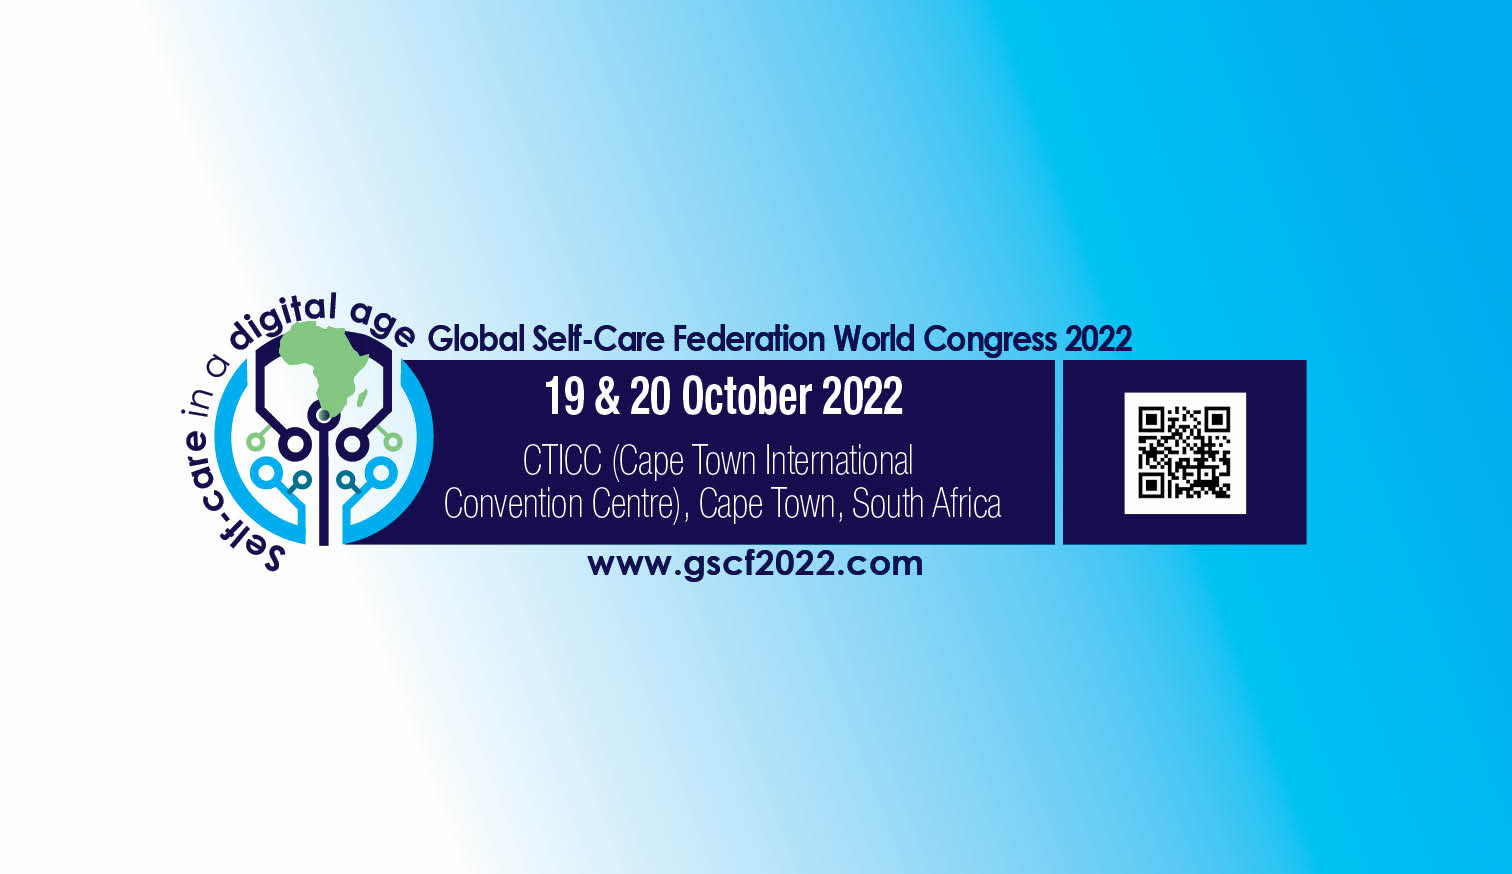 Self-care in a digital age
Global Self-Care Federation World Congress 2022
19 & 20 October 2022
CTICC (Cape Town International
Convention Centre), Cape Town, South Africa
www.gscf2022.com